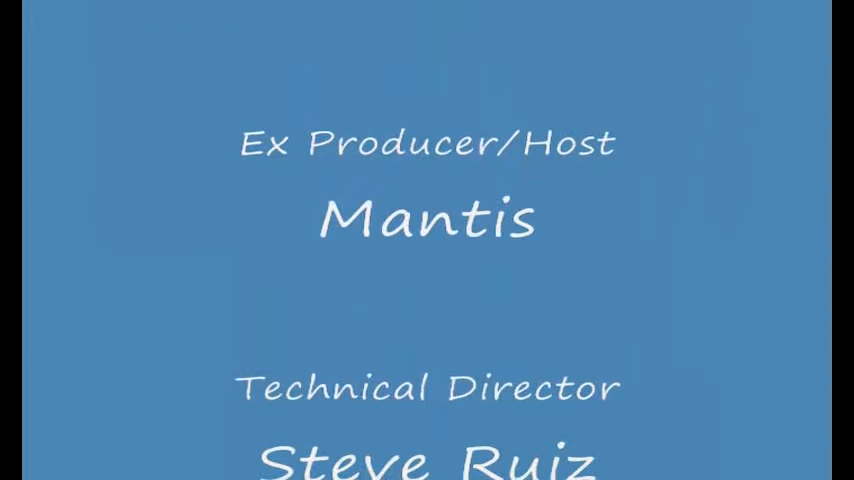 Ex Producer/Host
Mantis
Technical Director
Steve Ruiz